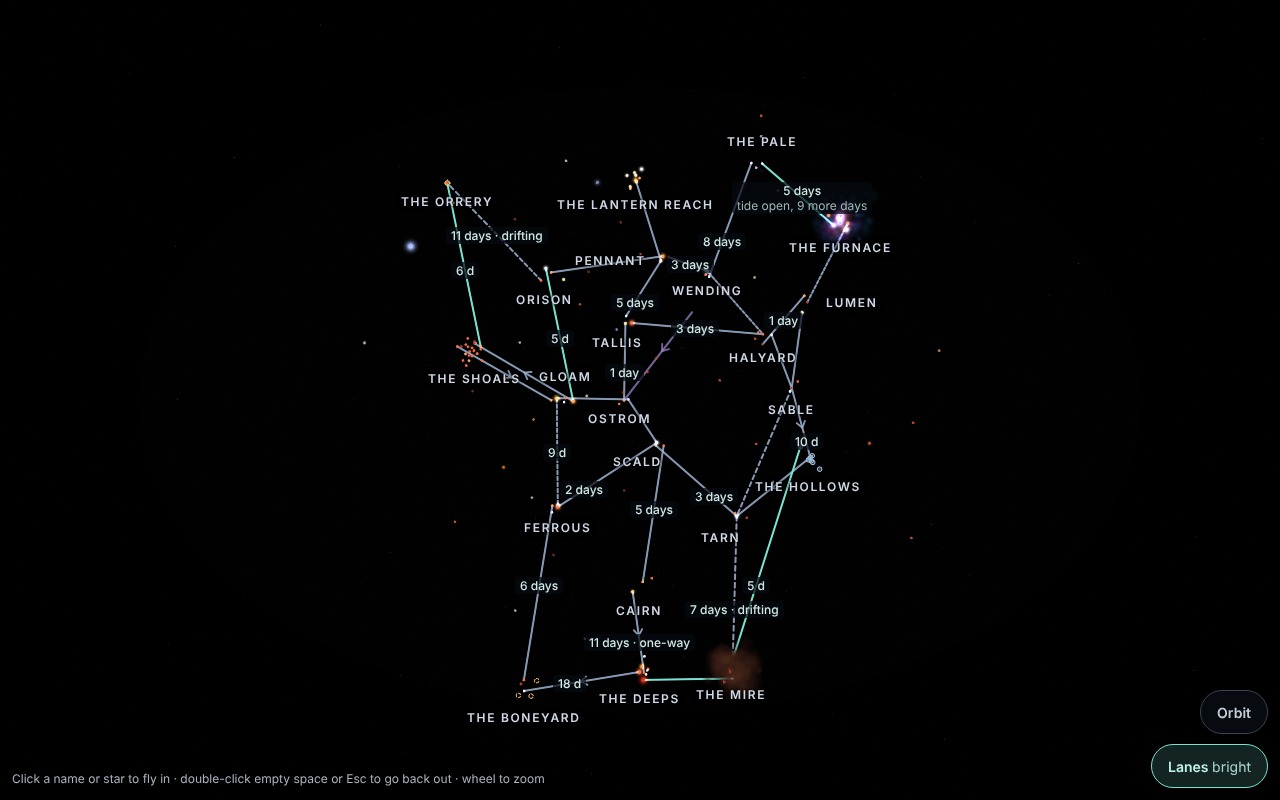 THE PALE
5 days
tide open, 9 more days
THE ORRERY
THE LANTERN REACH
11 days · drifting
8 days
THE FURNACE
PENNANT
3 days
6 d
WENDING
ORISON
5 days
LUMEN
1 day
3 days
5 d
TALLIS
HALYARD
1 day
THE SHOALS
GLOAM
SABLE
OSTROM
10 d
9 d
SCALD
2 days
THE HOLLOWS
3 days
5 days
FERROUS
TARN
6 days
5 d
CAIRN
7 days · drifting
11 days · one-way
18 d
THE DEEPS
THE MIRE
THE BONEYARD
Orbit
Lanes bright
Click a name or star to fly in · double-click empty space or Esc to go back out · wheel to zoom